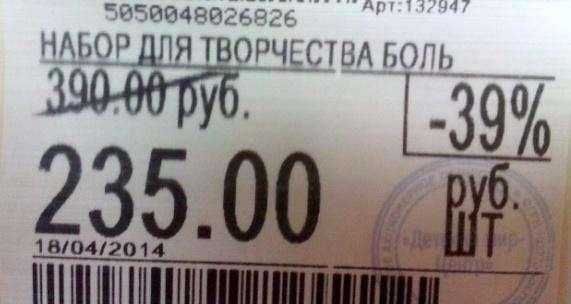 Арт:132947
5050048026826
НАБОР ДЛЯ ТВОРЧЕСТВА БОЛЬ
390.00 руб.
-39%
235.00
руб.
ШТ
18/04/2014